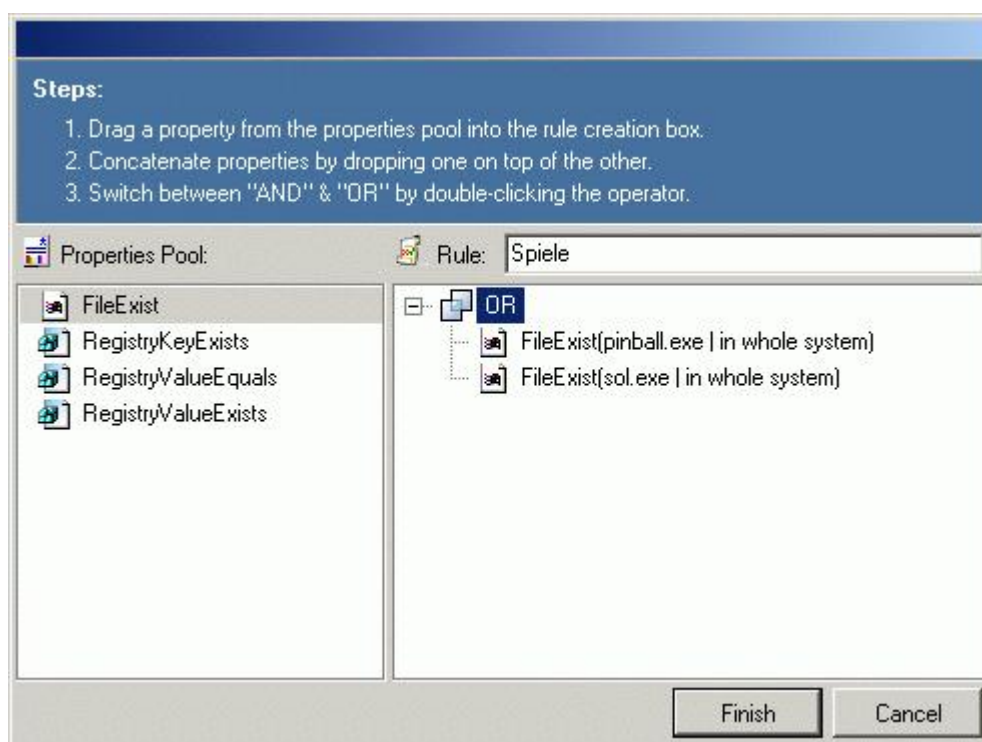 Steps:
1. Drag a property from the properties pool into the rule creation box.
2. Concatenate properties by dropping one on top of the other.
3. Switch between "AND" & "OR" by double-clicking the operator.
Properties Pool:
Rule: Spiele
FileExist
RegistryKeyExists
RegistryValueEquals
RegistryValueExists
OR
FileExist(pinball.exe | in whole system)
FileExist(sol.exe | in whole system)
Finish
Cancel